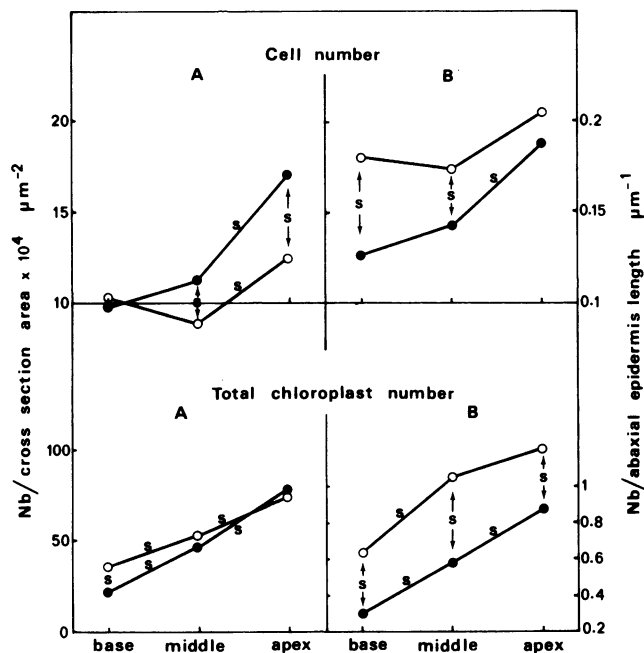 Cell number
A
B
20
15
10
0.2
0.15
0.1
s
s
s
s
s
s
Total chloroplast number
A
B
100
50
0
1
0.8
0.6
0.4
0.2
s
s
s
s
s
s
s
s
s
s
base
middle
apex
base
middle
apex
Nb/cross section area x 10⁴ µm⁻²
Nb/abaxial epidermis length µm⁻¹